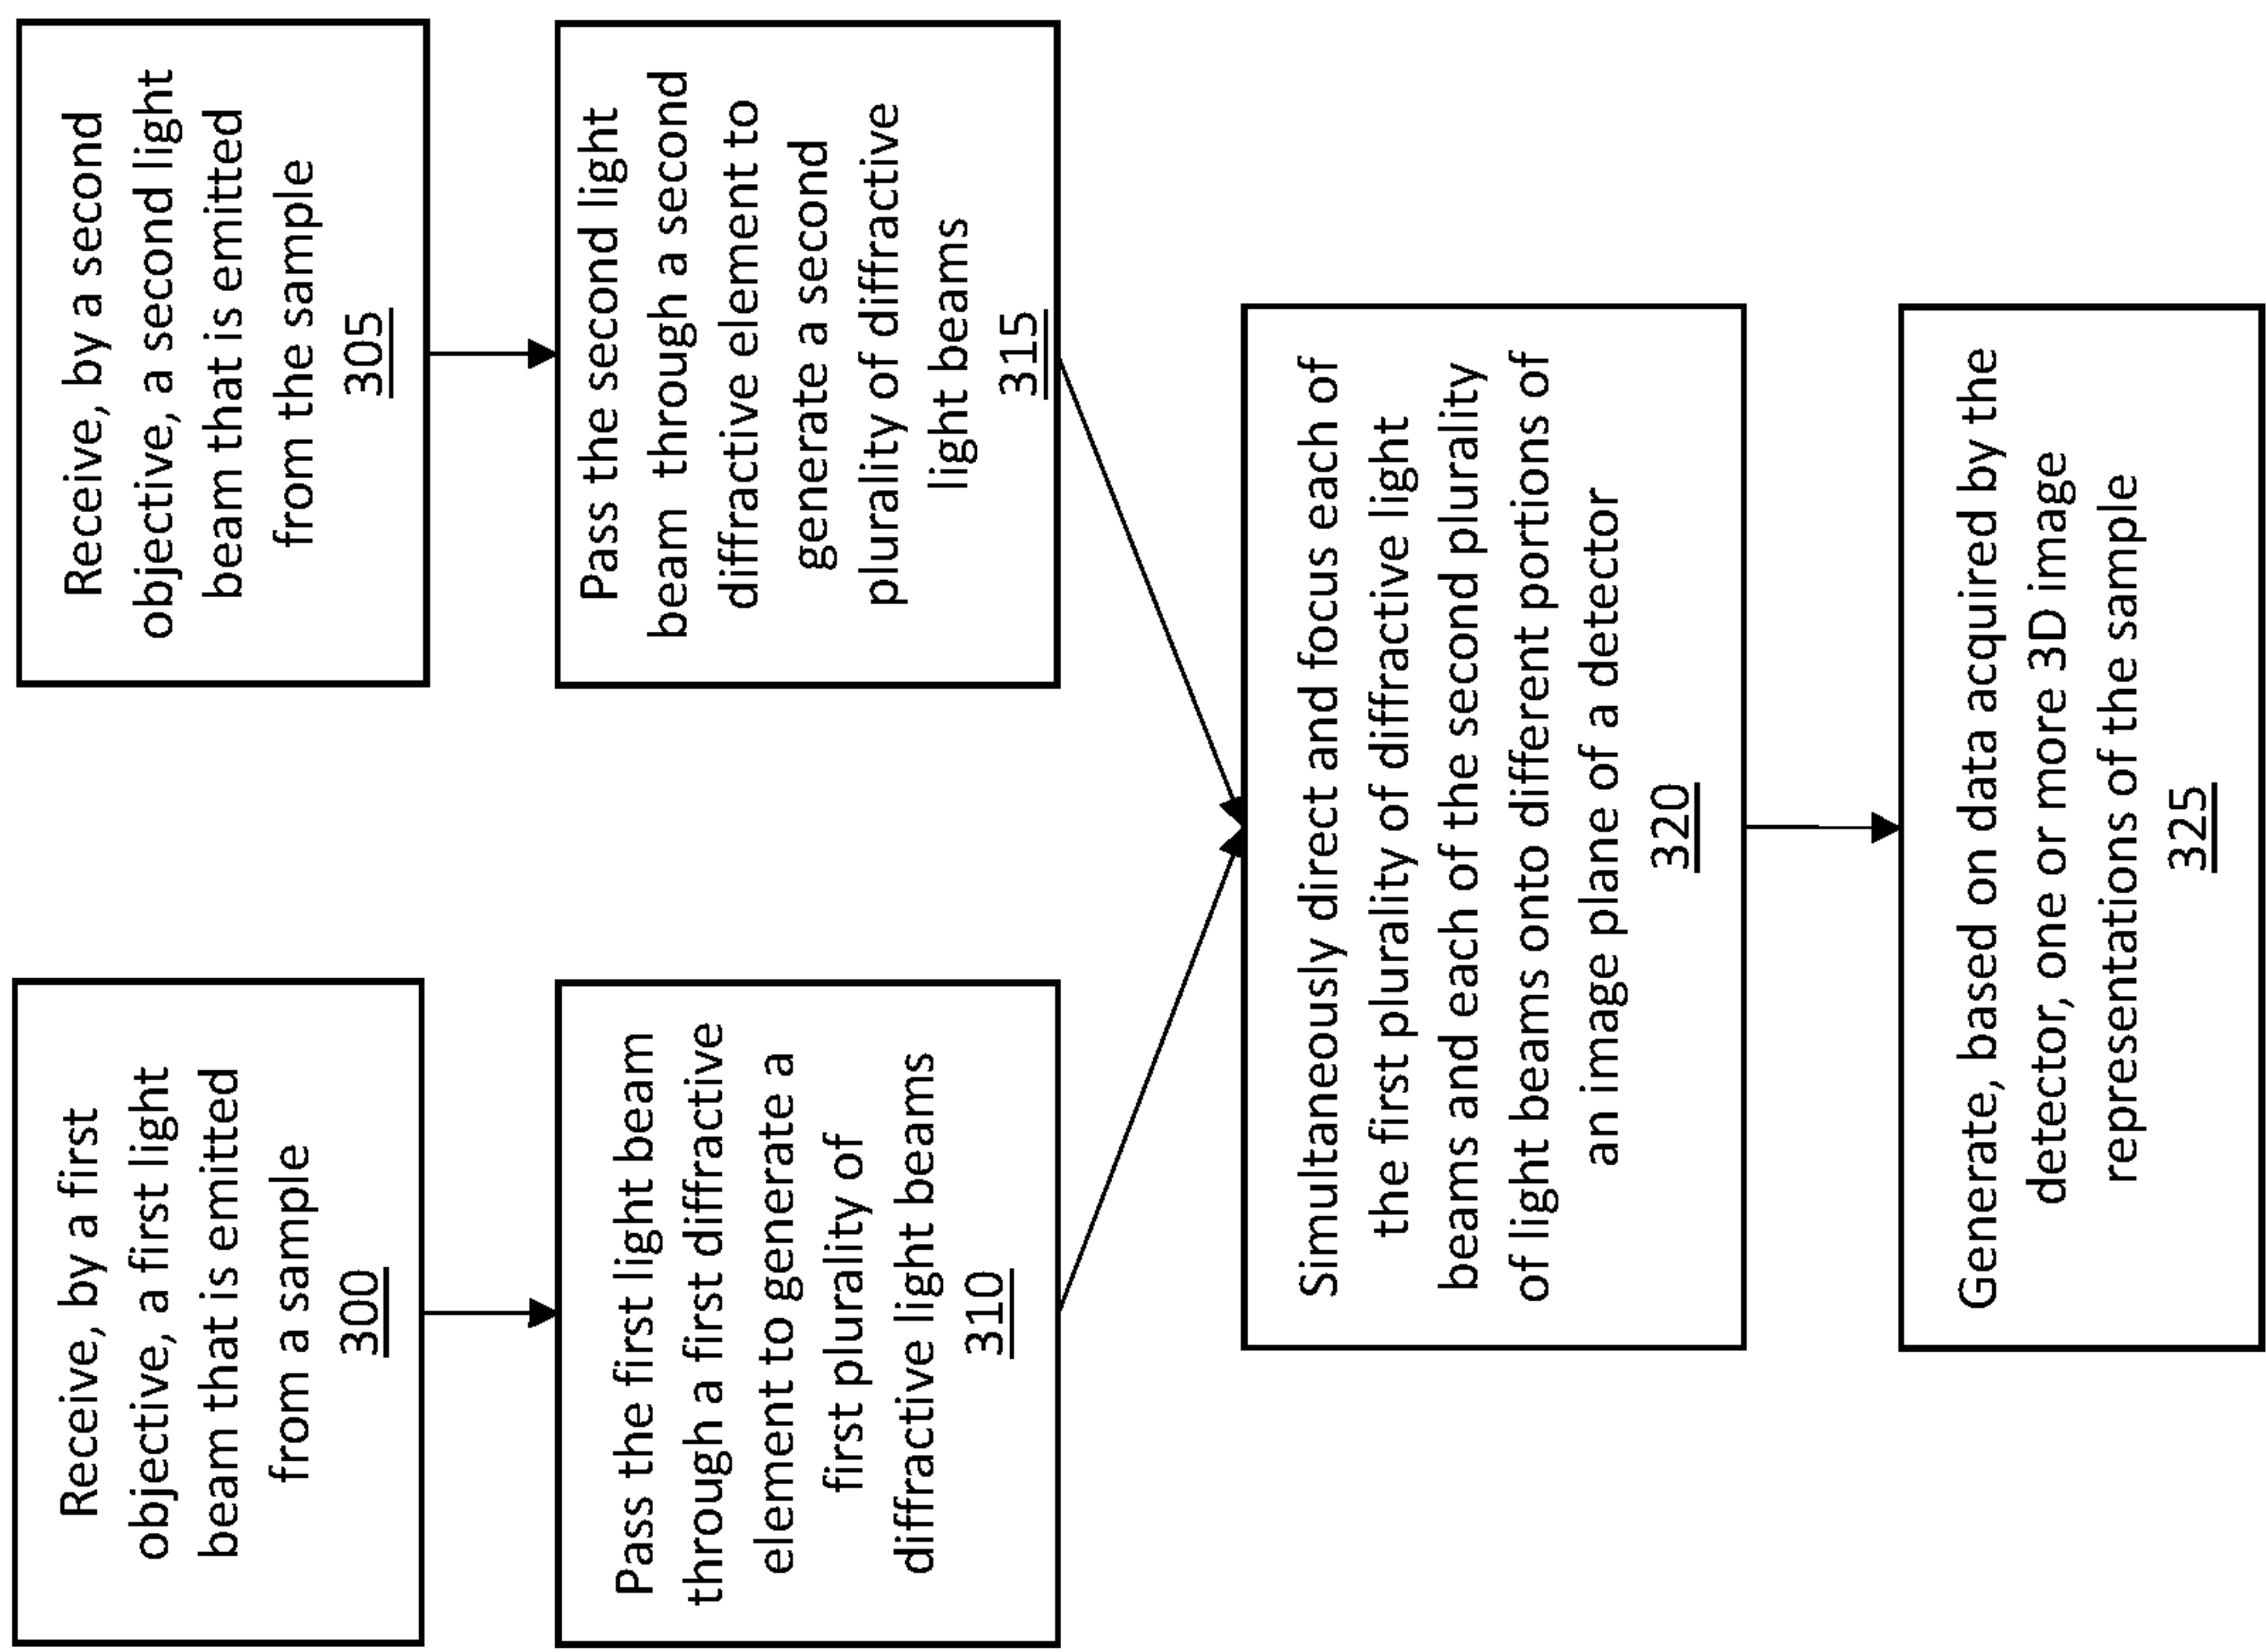 Receive, by a first
objective, a first light
beam that is emitted
from a sample
300
Receive, by a second
objective, a second light
beam that is emitted
from the sample
305
Pass the first light beam
through a first diffractive
element to generate a
first plurality of
diffractive light beams
310
Pass the second light
beam through a second
diffractive element to
generate a second
plurality of diffractive
light beams
315
Simultaneously direct and focus each of
the first plurality of diffractive light
beams and each of the second plurality
of light beams onto different portions of
an image plane of a detector
320
Generate, based on data acquired by the
detector, one or more 3D image
representations of the sample
325